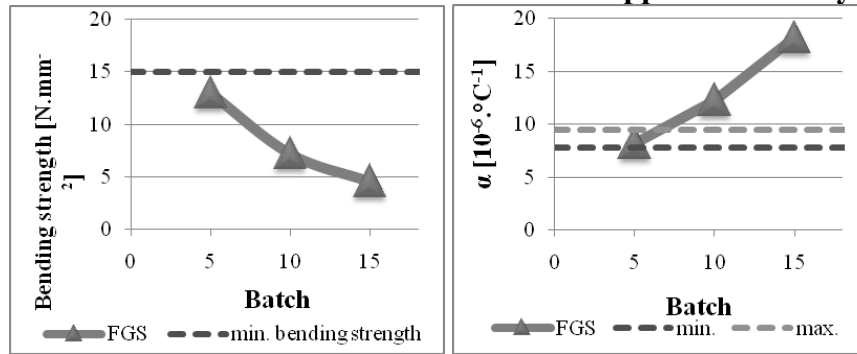 20
15
10
5
0
Bending strength [N.mm-
2]
0 5 10 15
Batch
FGS min. bending strength
20
15
10
5
0
α [10-6.°C-1]
0 5 10 15
Batch
FGS min. max.